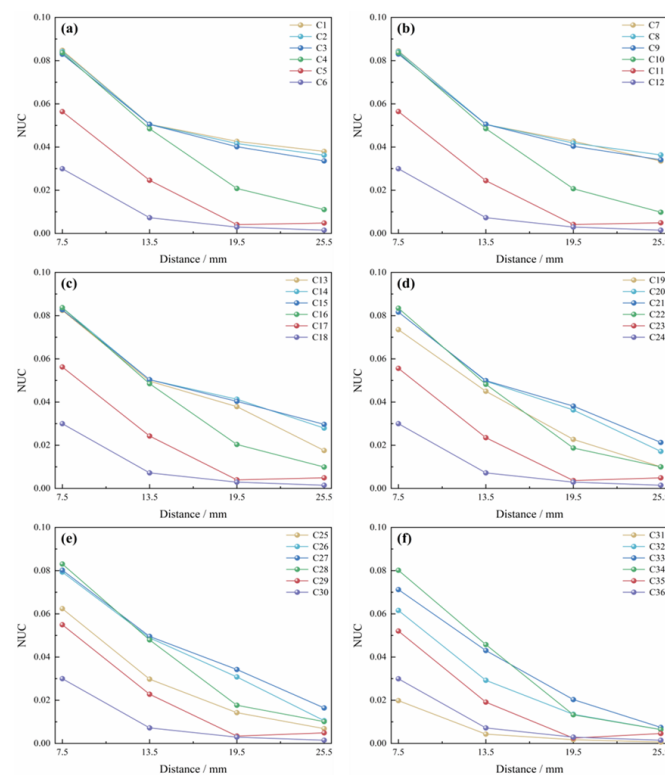 (a)
C1
C2
C3
C4
C5
C6
0.10
0.08
0.06
0.04
0.02
0.00
NUC
7.5 13.5 19.5 25.5
Distance / mm
(b)
C7
C8
C9
C10
C11
C12
0.10
0.08
0.06
0.04
0.02
0.00
NUC
7.5 13.5 19.5 25.5
Distance / mm
(c)
C13
C14
C15
C16
C17
C18
0.10
0.08
0.06
0.04
0.02
0.00
NUC
7.5 13.5 19.5 25.5
Distance / mm
(d)
C19
C20
C21
C22
C23
C24
0.10
0.08
0.06
0.04
0.02
0.00
NUC
7.5 13.5 19.5 25.5
Distance / mm
(e)
C25
C26
C27
C28
C29
C30
0.10
0.08
0.06
0.04
0.02
0.00
NUC
7.5 13.5 19.5 25.5
Distance / mm
(f)
C31
C32
C33
C34
C35
C36
0.10
0.08
0.06
0.04
0.02
0.00
NUC
7.5 13.5 19.5 25.5
Distance / mm